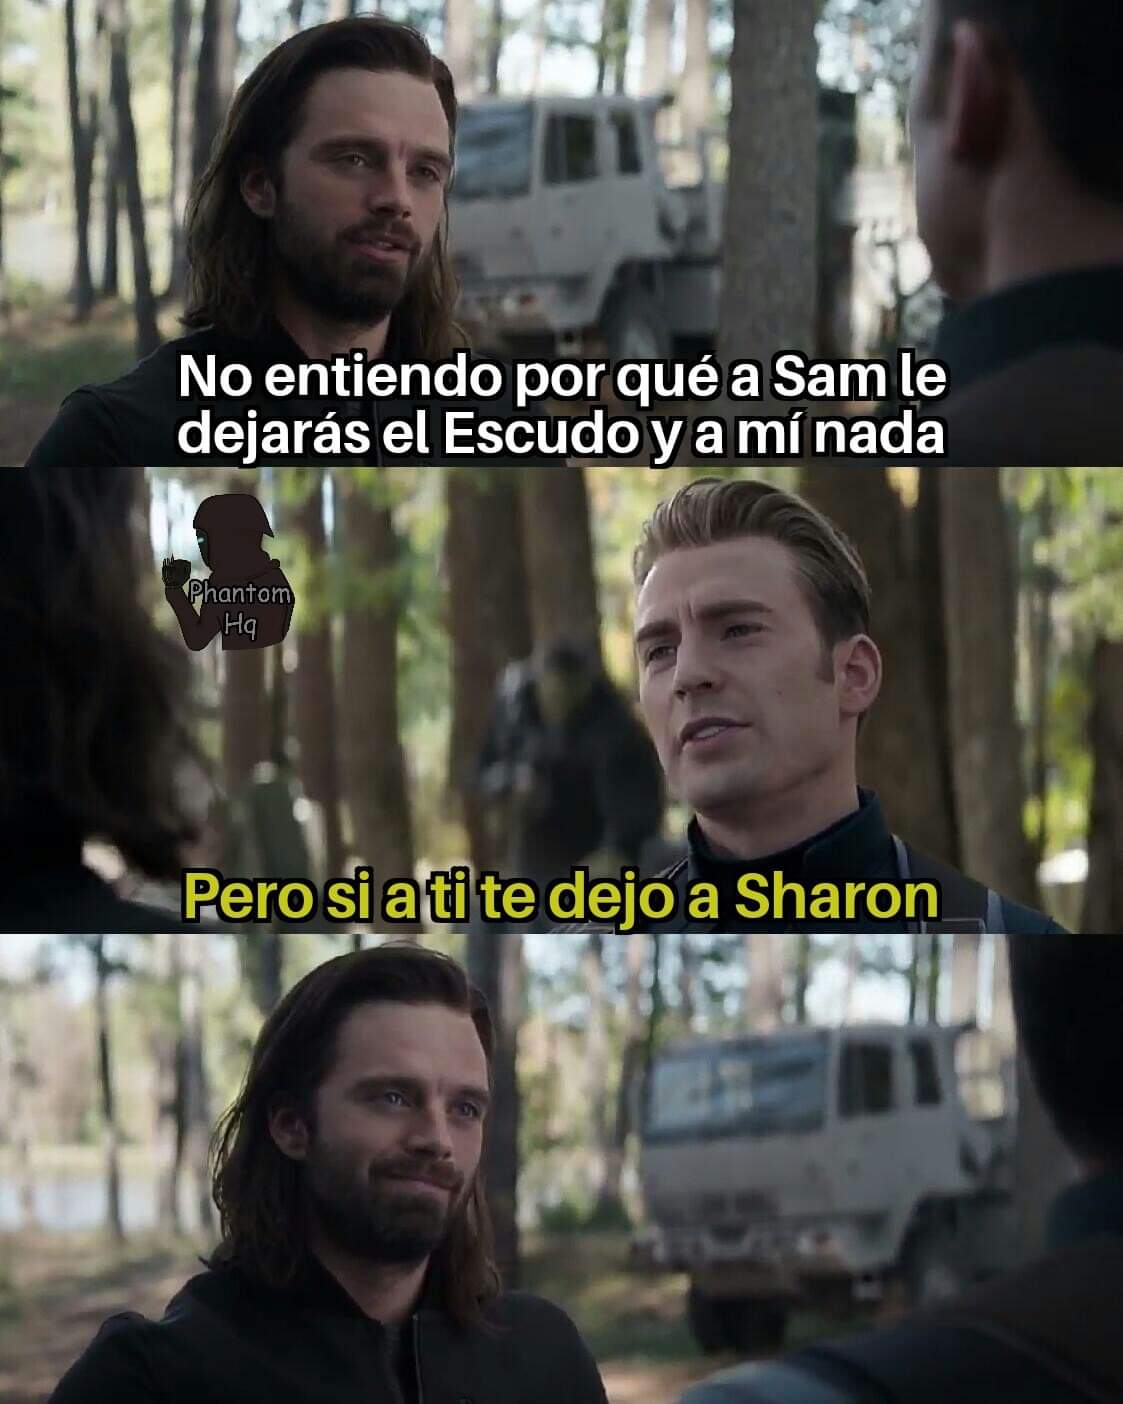 No entiendo por qué a Sam le
dejarás el Escudo y a mí nada
Phantom
Hq
Pero si a ti te dejo a Sharon